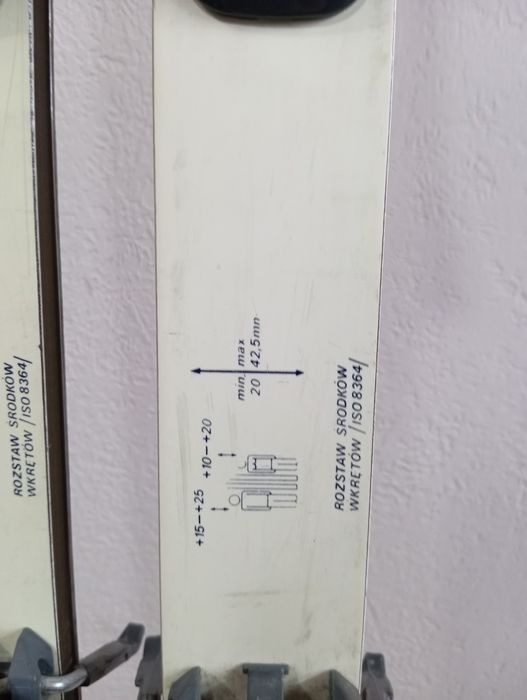 ROZSTAW ŚRODKÓW
WKRĘTÓW /ISO 8364/
+15—+25
+10—+20
min. max
20 42,5mm
ROZSTAW ŚRODKÓW
WKRĘTÓW /ISO 8364/